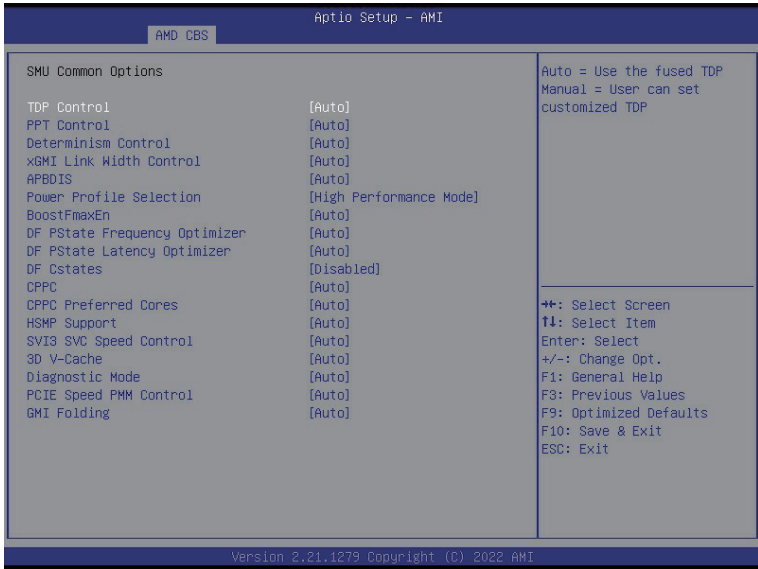 Aptio Setup – AMI
AMD CBS
SMU Common Options
TDP Control [Auto]
PPT Control [Auto]
Determinism Control [Auto]
xGMI Link Width Control [Auto]
APBDIS [Auto]
Power Profile Selection [High Performance Mode]
BoostFmaxEn [Auto]
DF PState Frequency Optimizer [Auto]
DF PState Latency Optimizer [Auto]
DF Cstates [Disabled]
CPPC [Auto]
CPPC Preferred Cores [Auto]
HSMP Support [Auto]
SVI3 SVC Speed Control [Auto]
3D V-Cache [Auto]
Diagnostic Mode [Auto]
PCIE Speed PMM Control [Auto]
GMI Folding [Auto]
Auto = Use the fused TDP
Manual = User can set
customized TDP
→←: Select Screen
↑↓: Select Item
Enter: Select
+/-: Change Opt.
F1: General Help
F3: Previous Values
F9: Optimized Defaults
F10: Save & Exit
ESC: Exit
Version 2.21.1279 Copyright (C) 2022 AMI